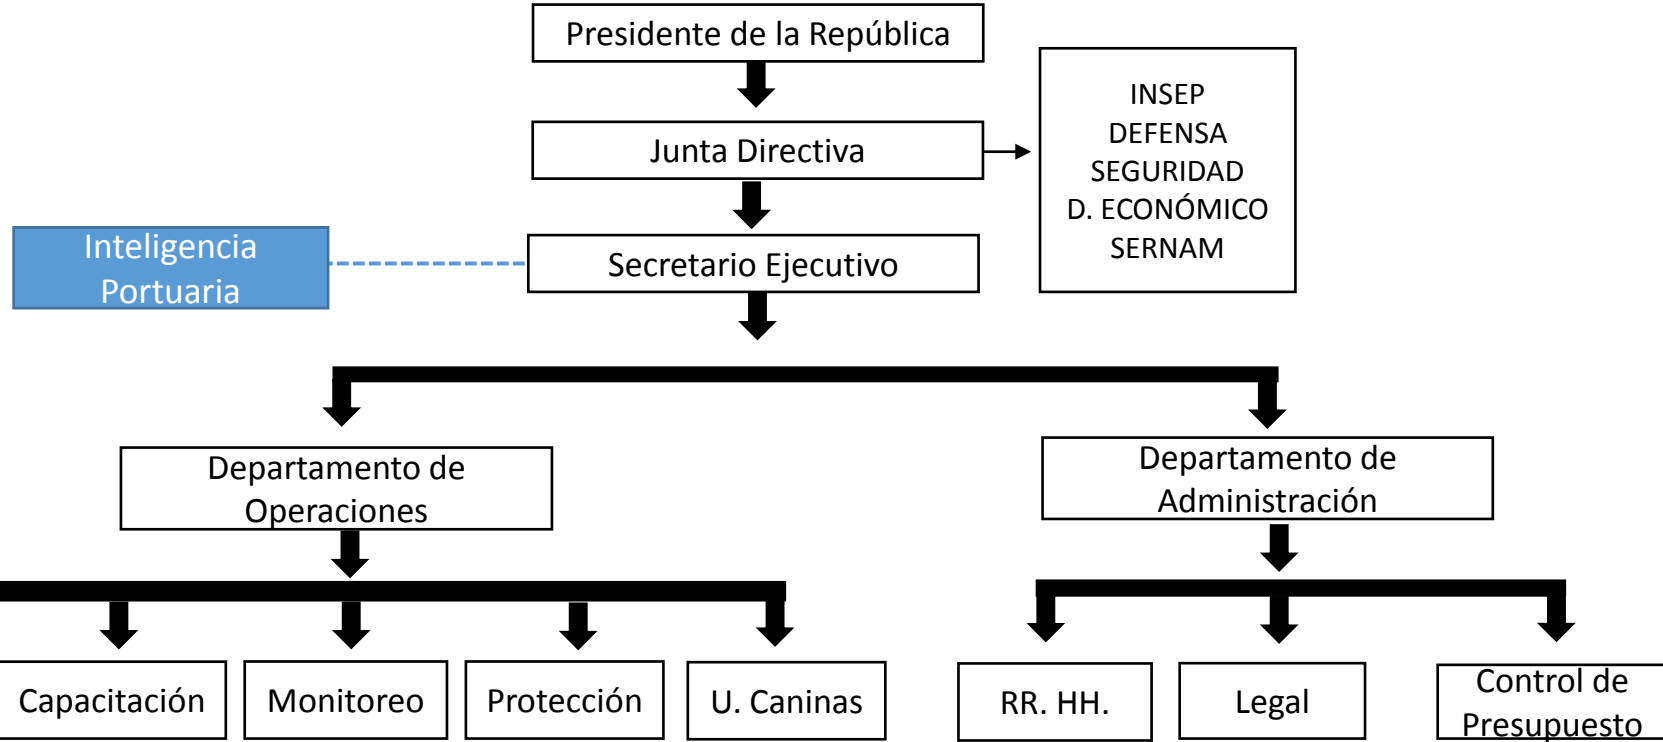 Presidente de la República
INSEP
DEFENSA
SEGURIDAD
D. ECONÓMICO
SERNAM
Junta Directiva
Inteligencia
Portuaria
Secretario Ejecutivo
Departamento de
Operaciones
Departamento de
Administración
Capacitación
Monitoreo
Protección
U. Caninas
RR. HH.
Legal
Control de
Presupuesto